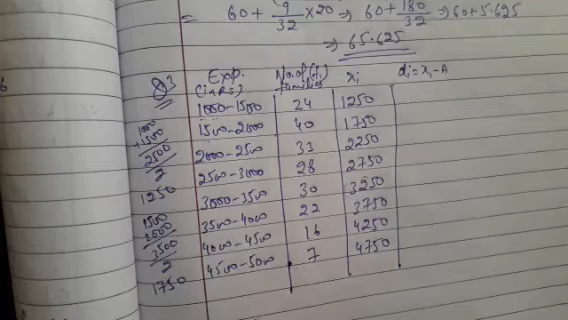 = 60 + 9/32 × 20 ⇒ 60 + 180/32 ⇒ 60 + 5.625
⇒ 65.625
Q3 Exp. (in Rs) No. of (fi) families xi di = xi - A
1000-1500 24 1250
1500-2000 40 1750
2000-2500 33 2250
2500-3000 28 2750
3000-3500 30 3250
3500-4000 22 3750
4000-4500 16 4250
4500-5000 7 4750
1000
+1500
2500
2
1250
1500
2000
3500
2
1750